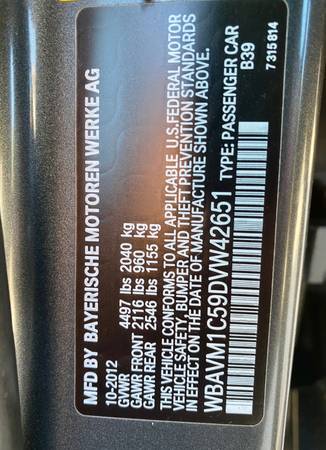 MFD BY BAYERISCHE MOTOREN WERKE AG
10-2012
GVWR 4497 lbs 2040 kg
GAWR FRONT 2116 lbs 960 kg
GAWR REAR 2546 lbs 1155 kg
THIS VEHICLE CONFORMS TO ALL APPLICABLE U.S. FEDERAL MOTOR
VEHICLE SAFETY, BUMPER AND THEFT PREVENTION STANDARDS
IN EFFECT ON THE DATE OF MANUFACTURE SHOWN ABOVE.
WBAVM1C59DVW42651 TYPE: PASSENGER CAR
B39
7 315 814